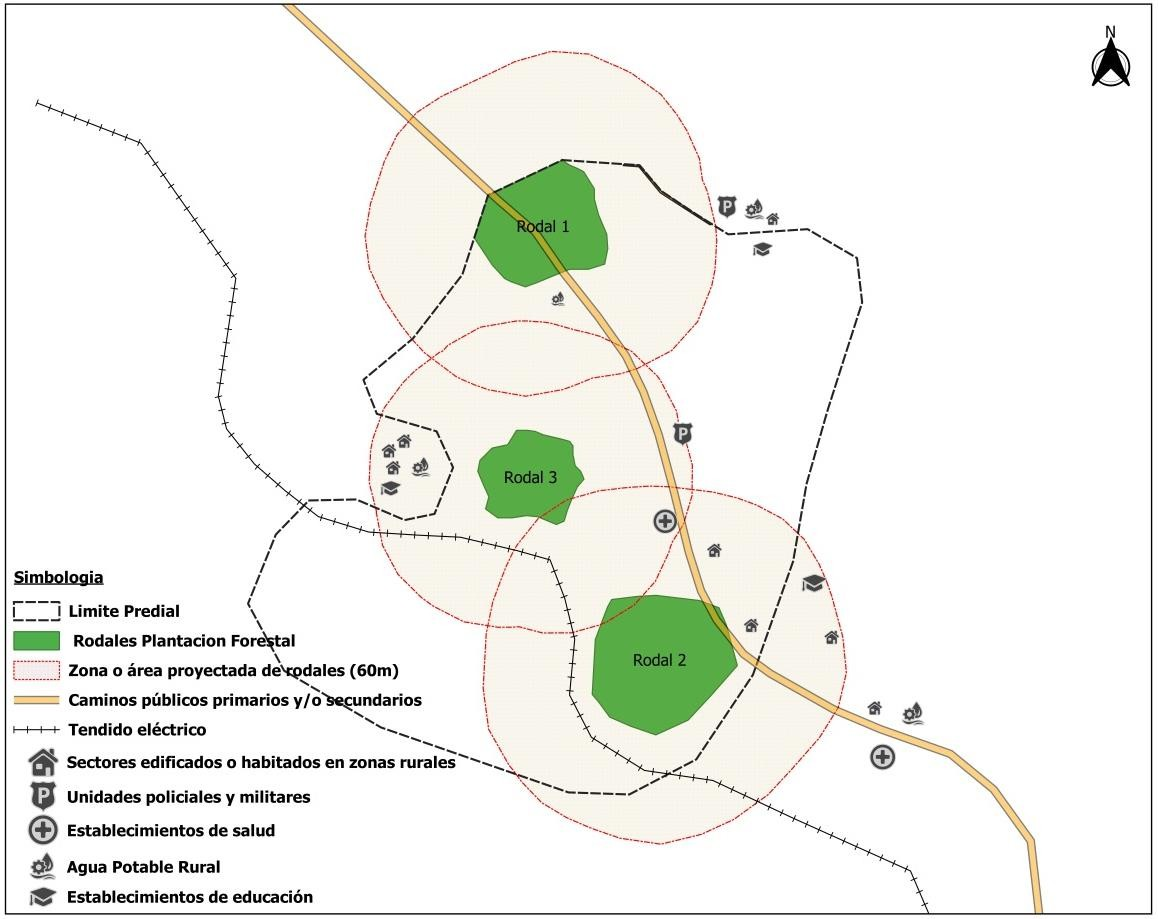 N
Rodal 1
Rodal 3
Rodal 2
Simbologia
Limite Predial
Rodales Plantacion Forestal
Zona o área proyectada de rodales (60m)
Caminos públicos primarios y/o secundarios
Tendido eléctrico
Sectores edificados o habitados en zonas rurales
P Unidades policiales y militares
Establecimientos de salud
Agua Potable Rural
Establecimientos de educación
P
P